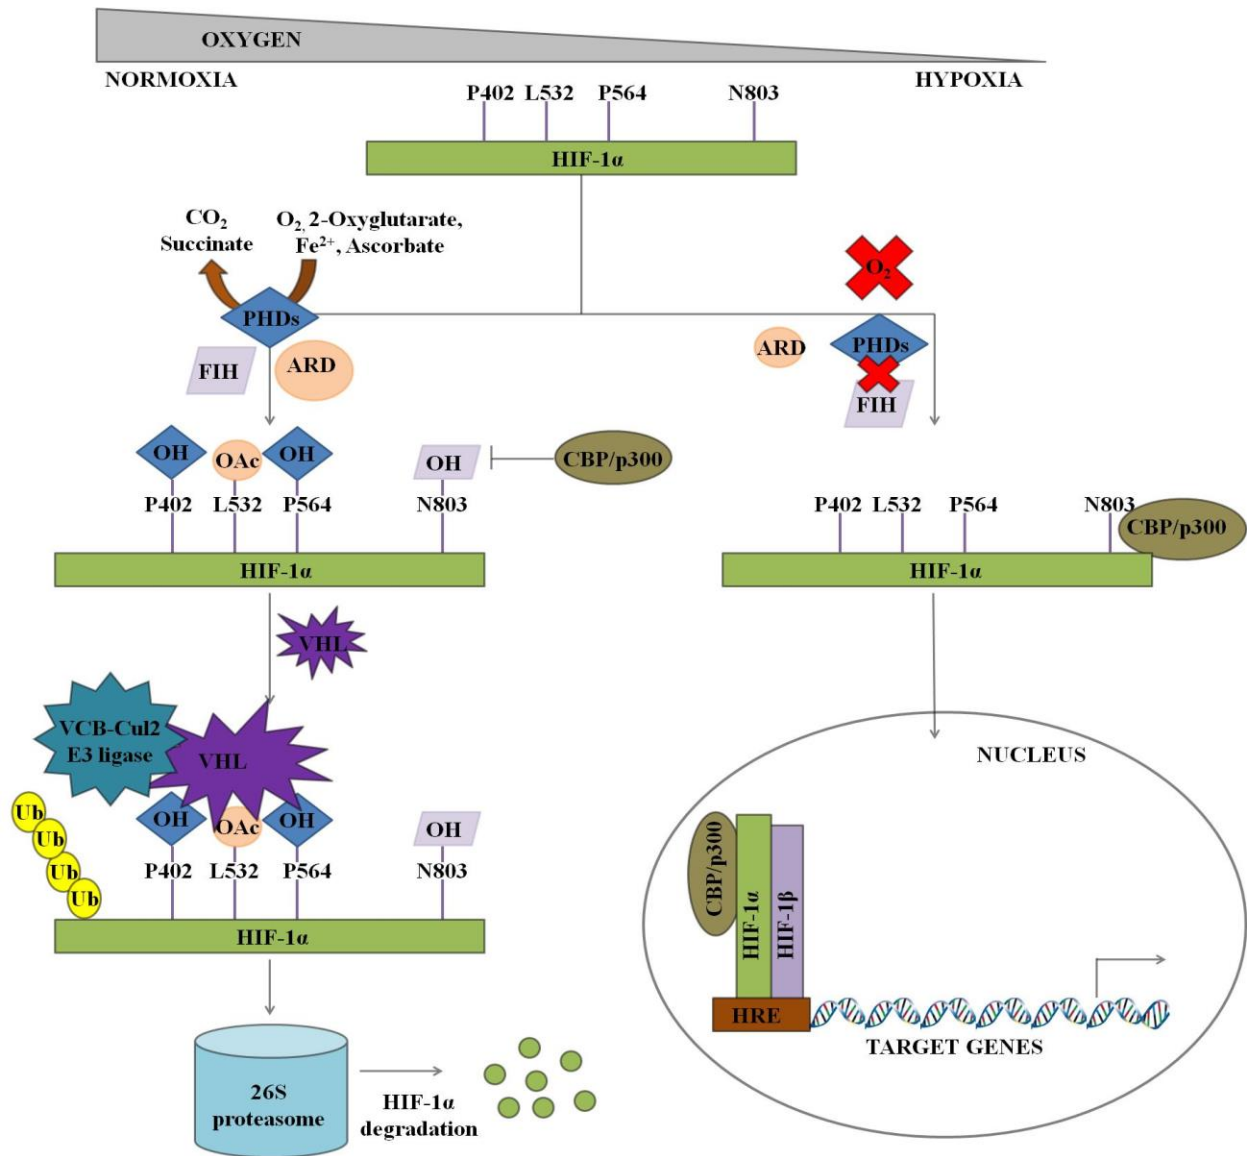 OXYGEN
NORMOXIA
HYPOXIA
P402 L532 P564 N803
HIF-1α
CO₂
Succinate
O₂, 2-Oxyglutarate,
Fe²⁺, Ascorbate
O₂
PHDs
FIH
ARD
ARD
PHDs
FIH
OH
OAc
OH
OH
CBP/p300
P402 L532 P564 N803
HIF-1α
P402 L532 P564 N803
CBP/p300
HIF-1α
VHL
VCB-Cul2
E3 ligase
VHL
OH
OAc
OH
OH
Ub
Ub
Ub
Ub
P402 L532 P564 N803
HIF-1α
26S
proteasome
HIF-1α
degradation
NUCLEUS
CBP/p300
HIF-1α
HIF-1β
HRE
TARGET GENES